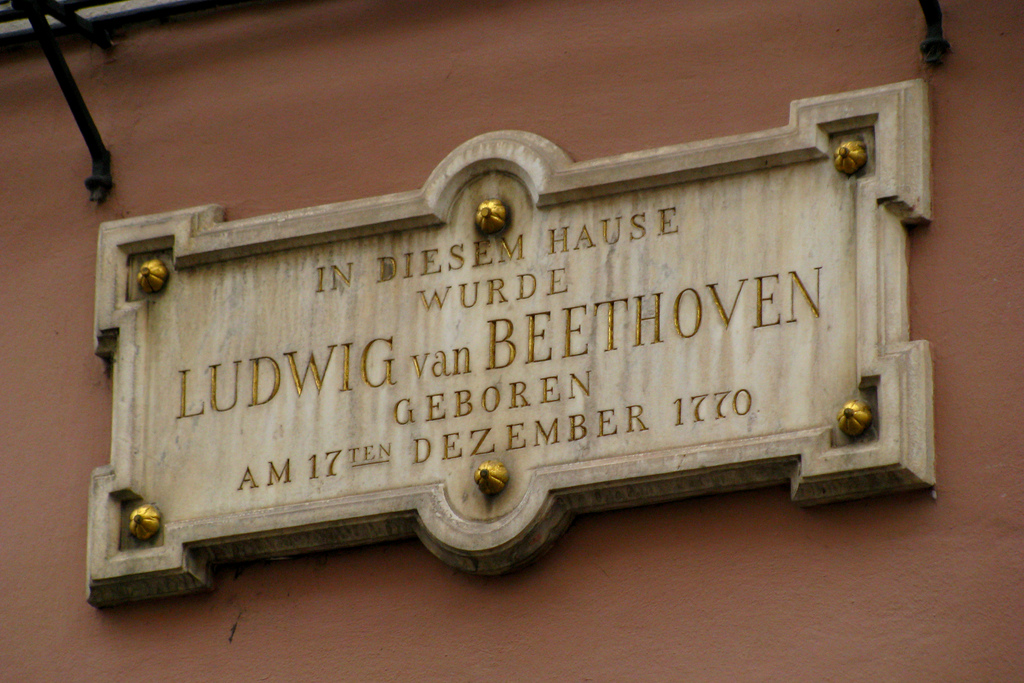 IN DIESEM HAUSE
WURDE
LUDWIG van BEETHOVEN
GEBOREN
AM 17TEN DEZEMBER 1770